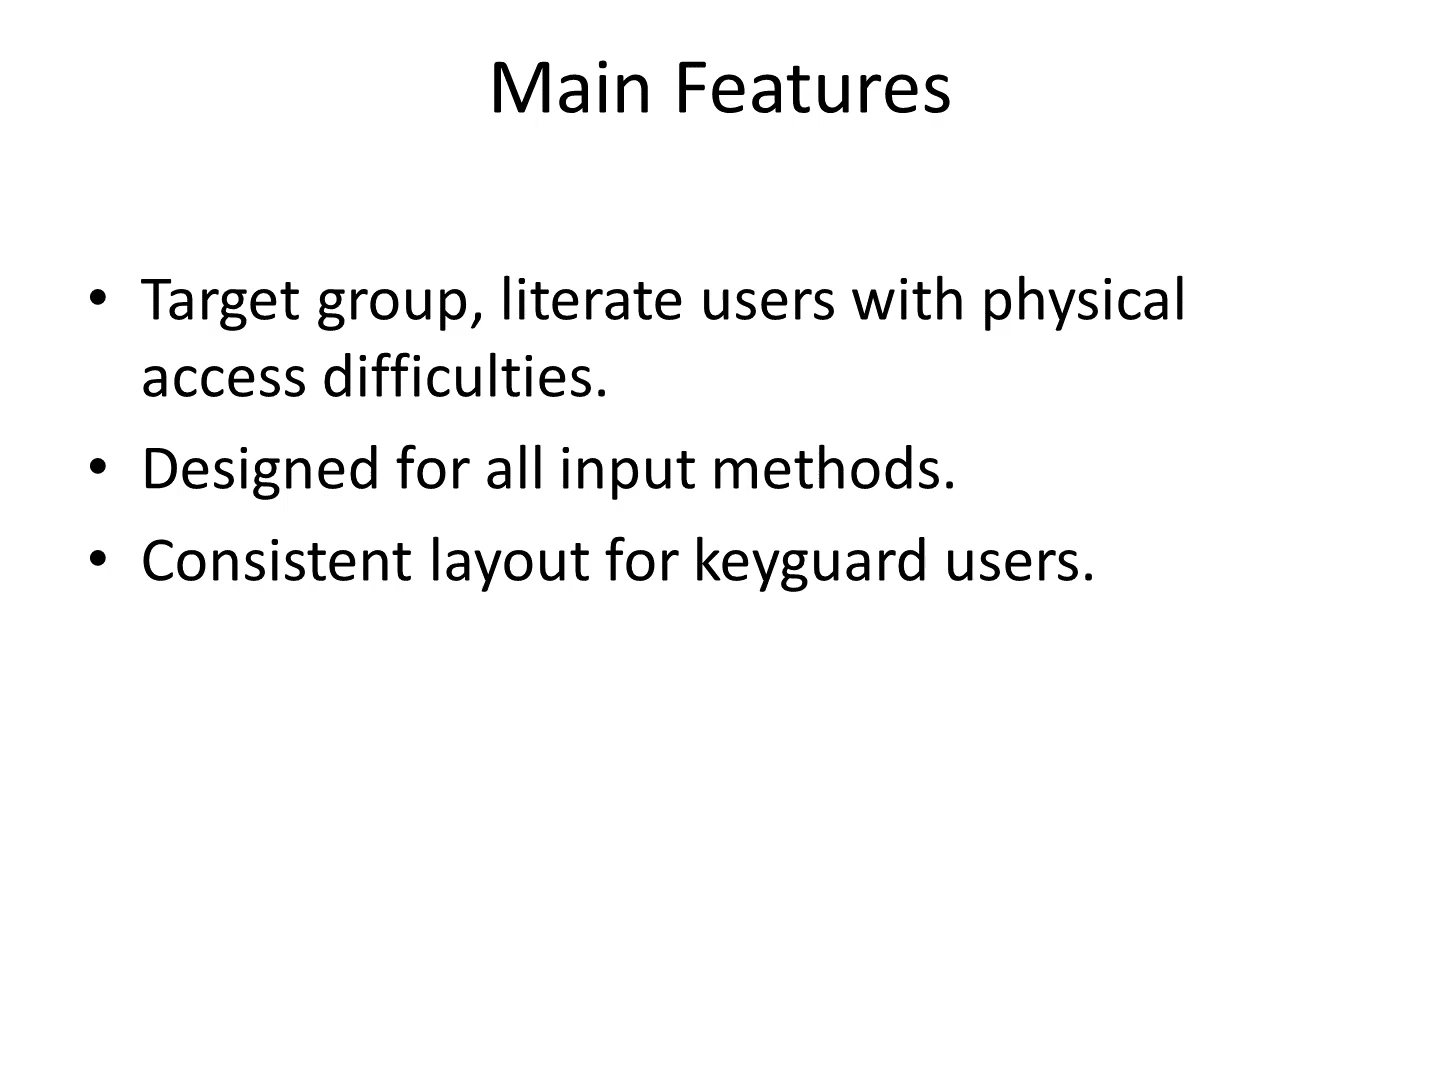 Main Features
• Target group, literate users with physical
access difficulties.
• Designed for all input methods.
• Consistent layout for keyguard users.